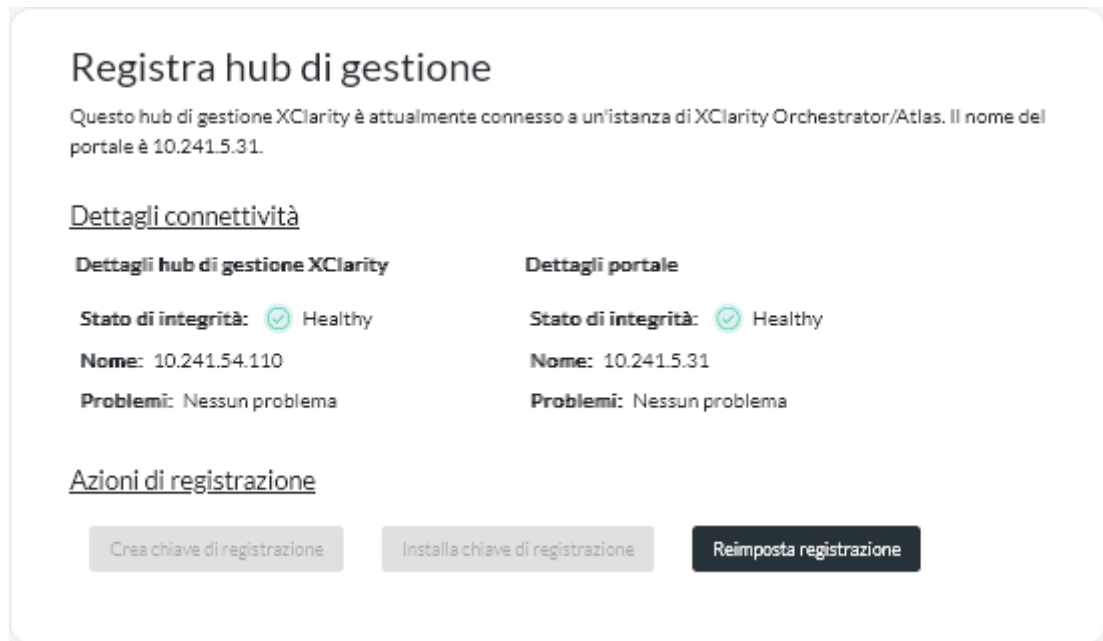 Registra hub di gestione
Questo hub di gestione XClarity è attualmente connesso a un'istanza di XClarity Orchestrator/Atlas. Il nome del
portale è 10.241.5.31.
Dettagli connettività
Dettagli hub di gestione XClarity
Dettagli portale
Stato di integrità: Healthy
Stato di integrità: Healthy
Nome: 10.241.54.110
Nome: 10.241.5.31
Problemi: Nessun problema
Problemi: Nessun problema
Azioni di registrazione
Crea chiave di registrazione
Installa chiave di registrazione
Reimposta registrazione